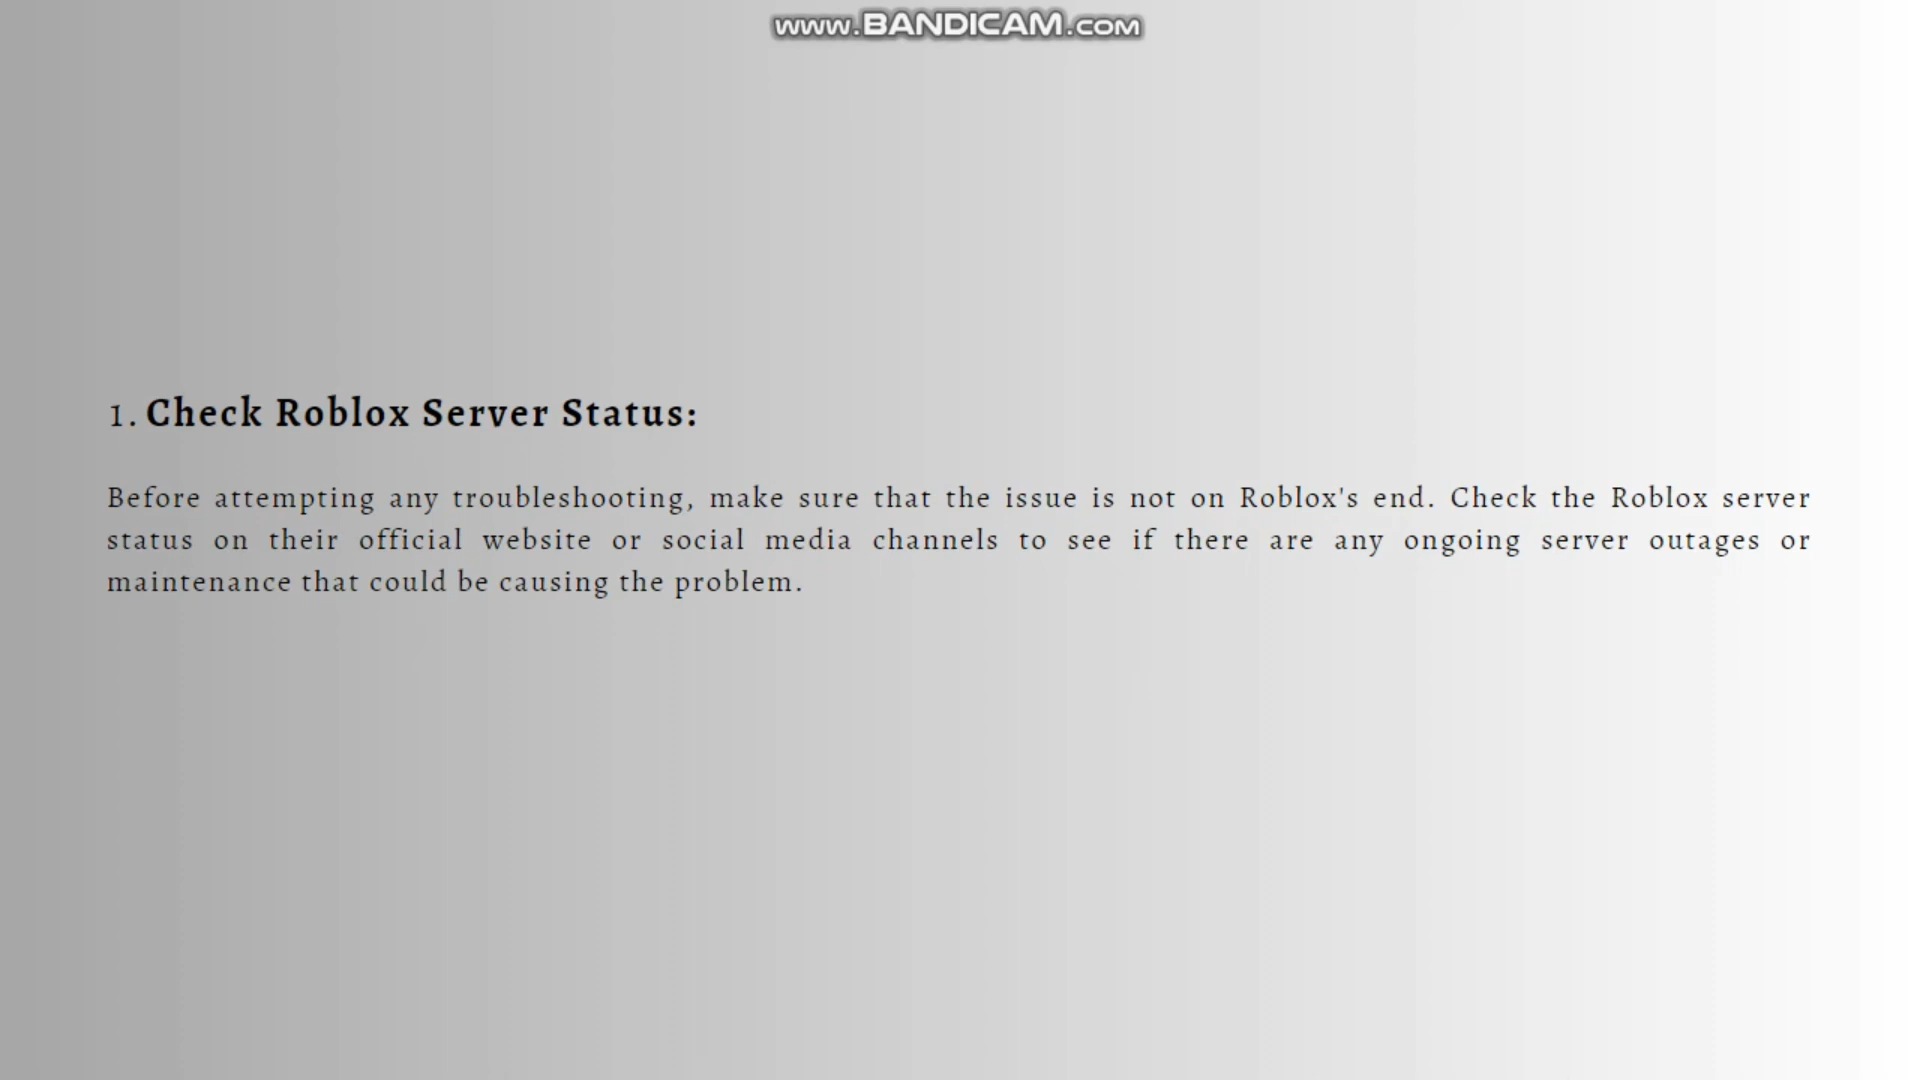 www.BANDICAM.com
1. Check Roblox Server Status:
Before attempting any troubleshooting, make sure that the issue is not on Roblox's end. Check the Roblox server
status on their official website or social media channels to see if there are any ongoing server outages or
maintenance that could be causing the problem.